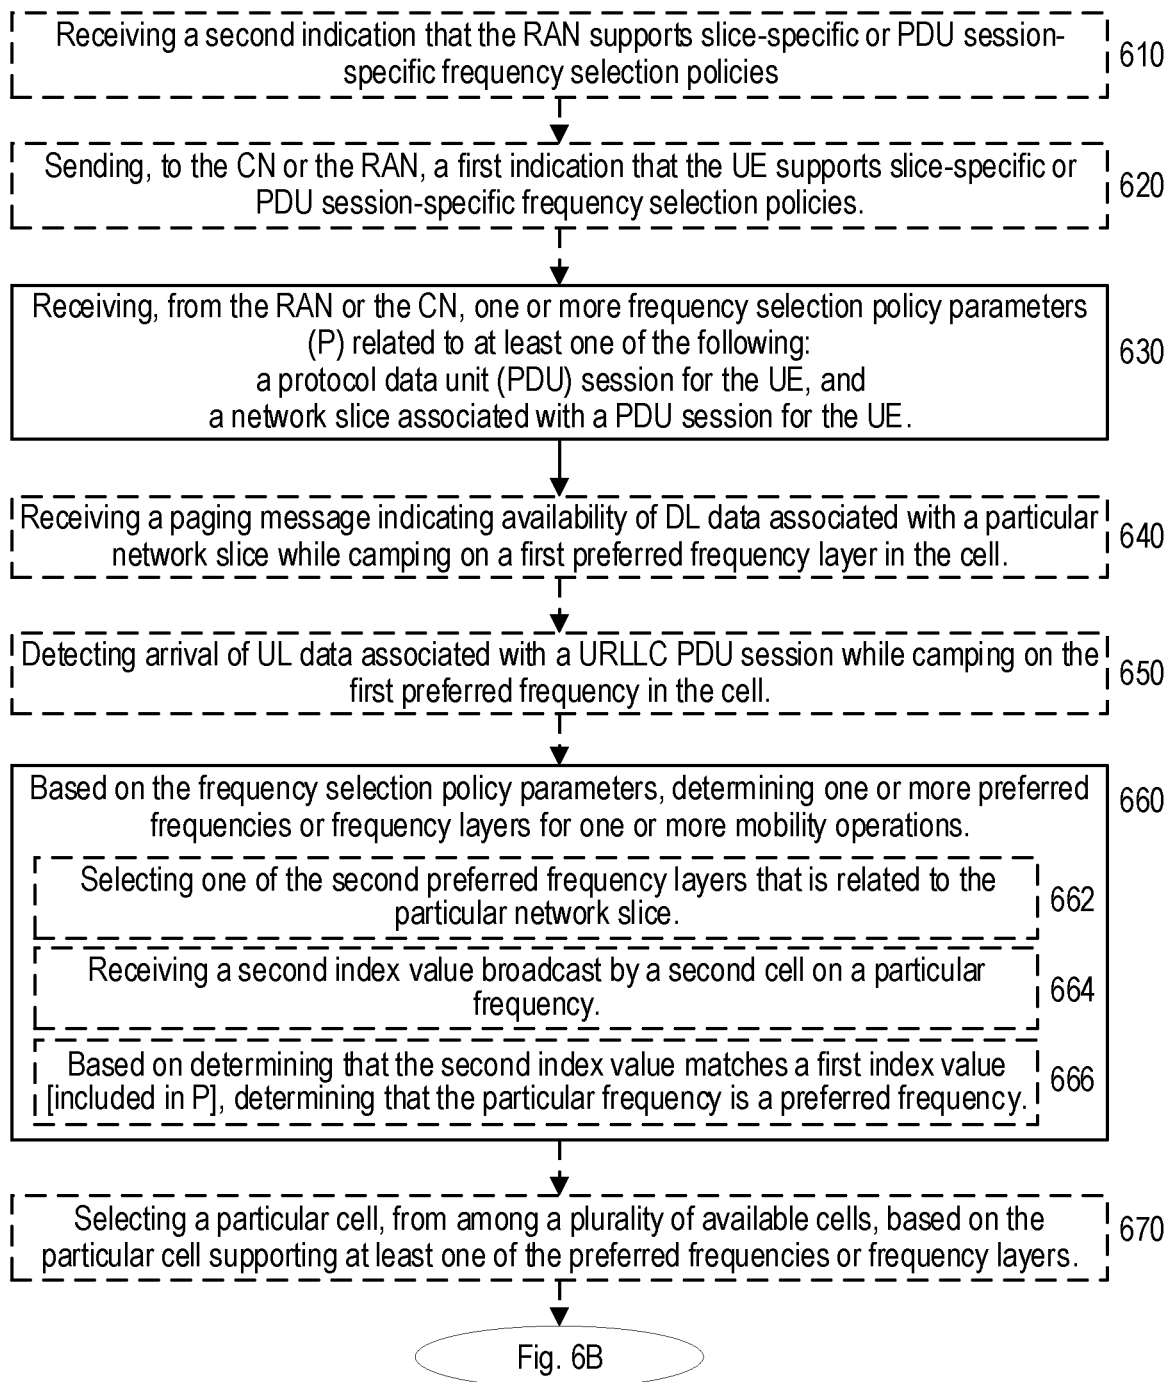 Receiving a second indication that the RAN supports slice-specific or PDU session-
specific frequency selection policies
610
Sending, to the CN or the RAN, a first indication that the UE supports slice-specific or
PDU session-specific frequency selection policies.
620
Receiving, from the RAN or the CN, one or more frequency selection policy parameters
(P) related to at least one of the following:
a protocol data unit (PDU) session for the UE, and
a network slice associated with a PDU session for the UE.
630
Receiving a paging message indicating availability of DL data associated with a particular
network slice while camping on a first preferred frequency layer in the cell.
640
Detecting arrival of UL data associated with a URLLC PDU session while camping on the
first preferred frequency in the cell.
650
Based on the frequency selection policy parameters, determining one or more preferred
frequencies or frequency layers for one or more mobility operations.
660
Selecting one of the second preferred frequency layers that is related to the
particular network slice.
662
Receiving a second index value broadcast by a second cell on a particular
frequency.
664
Based on determining that the second index value matches a first index value
[included in P], determining that the particular frequency is a preferred frequency.
666
Selecting a particular cell, from among a plurality of available cells, based on the
particular cell supporting at least one of the preferred frequencies or frequency layers.
670
Fig. 6B